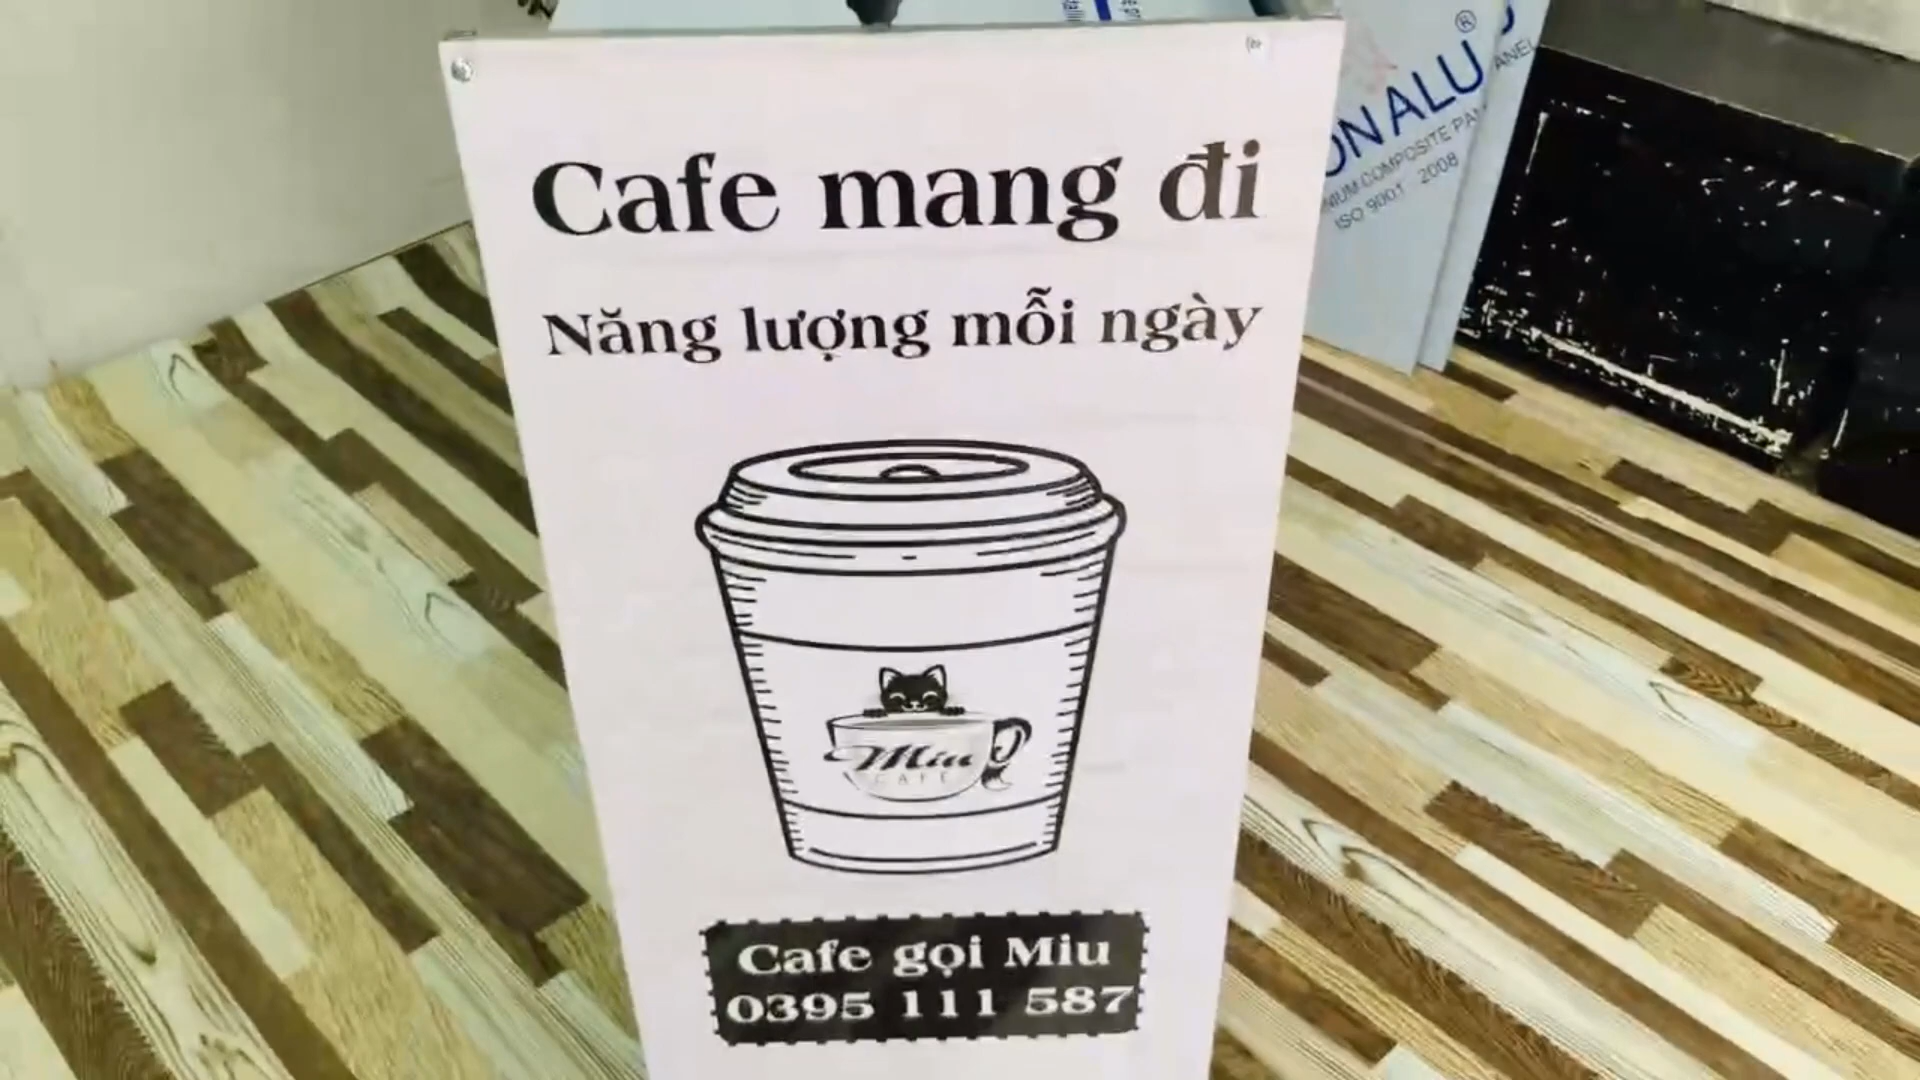 Cafe mang đi
Năng lượng mỗi ngày
Miu
CAFE
Cafe gọi Miu
0395 111 587
ONALU®
COMPOSITE
ISO 9001 2008